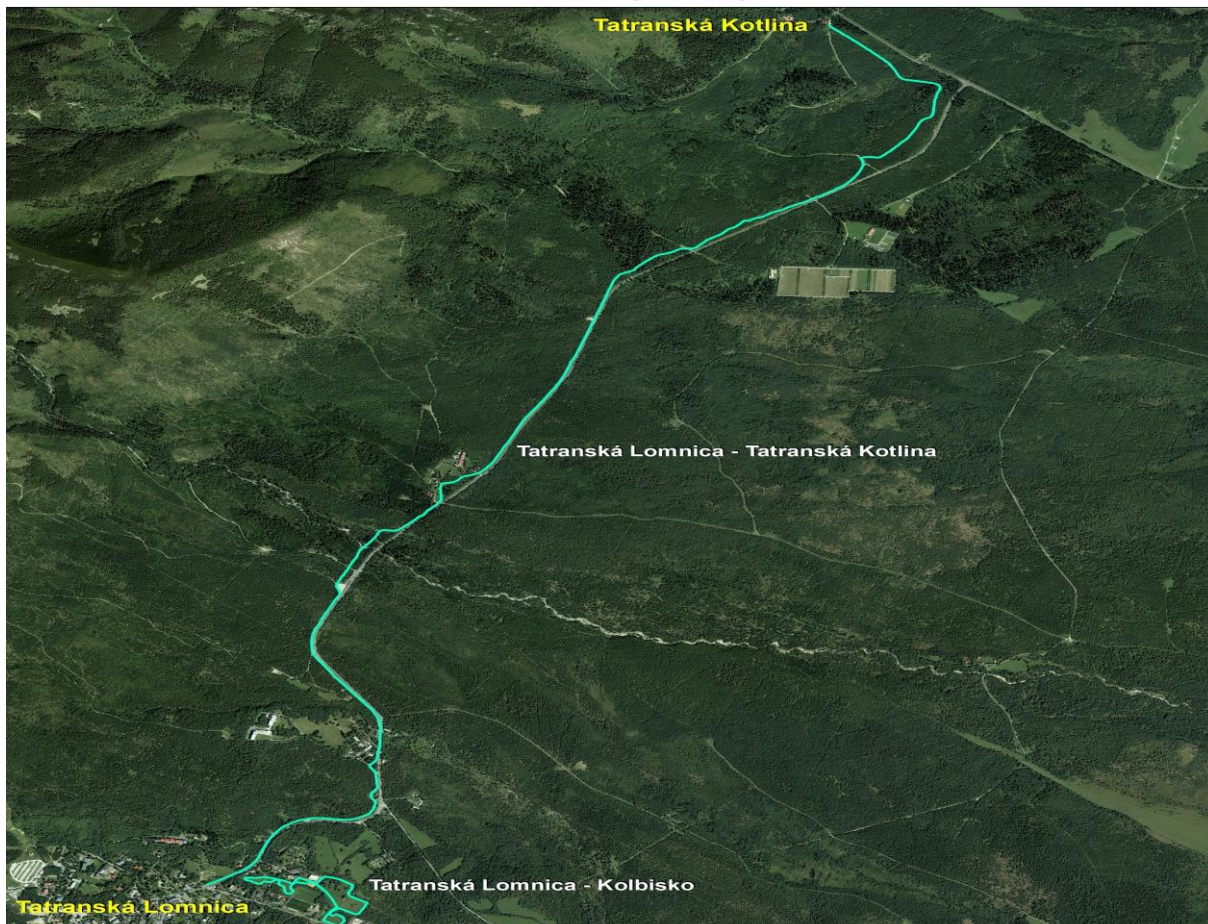 Tatranská Kotlina
Tatranská Lomnica - Tatranská Kotlina
Tatranská Lomnica - Kolbisko
Tatranská Lomnica